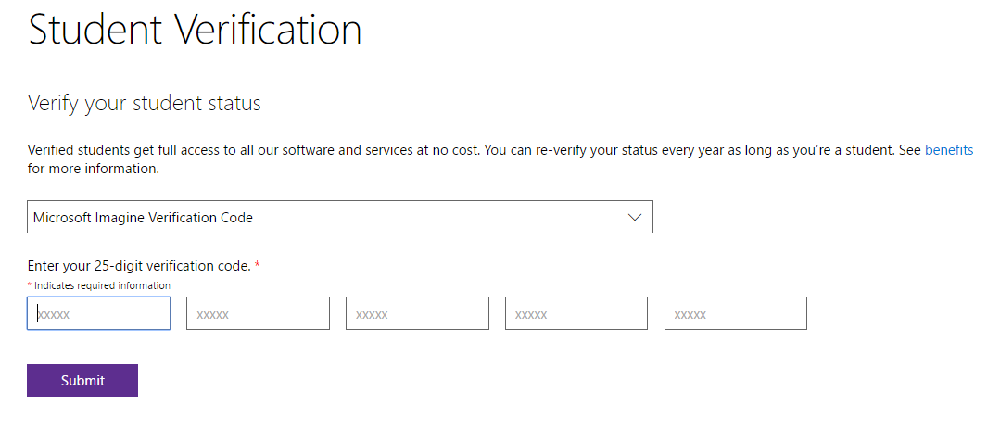 Student Verification
Verify your student status
Verified students get full access to all our software and services at no cost. You can re-verify your status every year as long as you’re a student. See benefits
for more information.
Microsoft Imagine Verification Code
Enter your 25-digit verification code. *
* Indicates required information
xxxxx xxxxx xxxxx xxxxx xxxxx
Submit